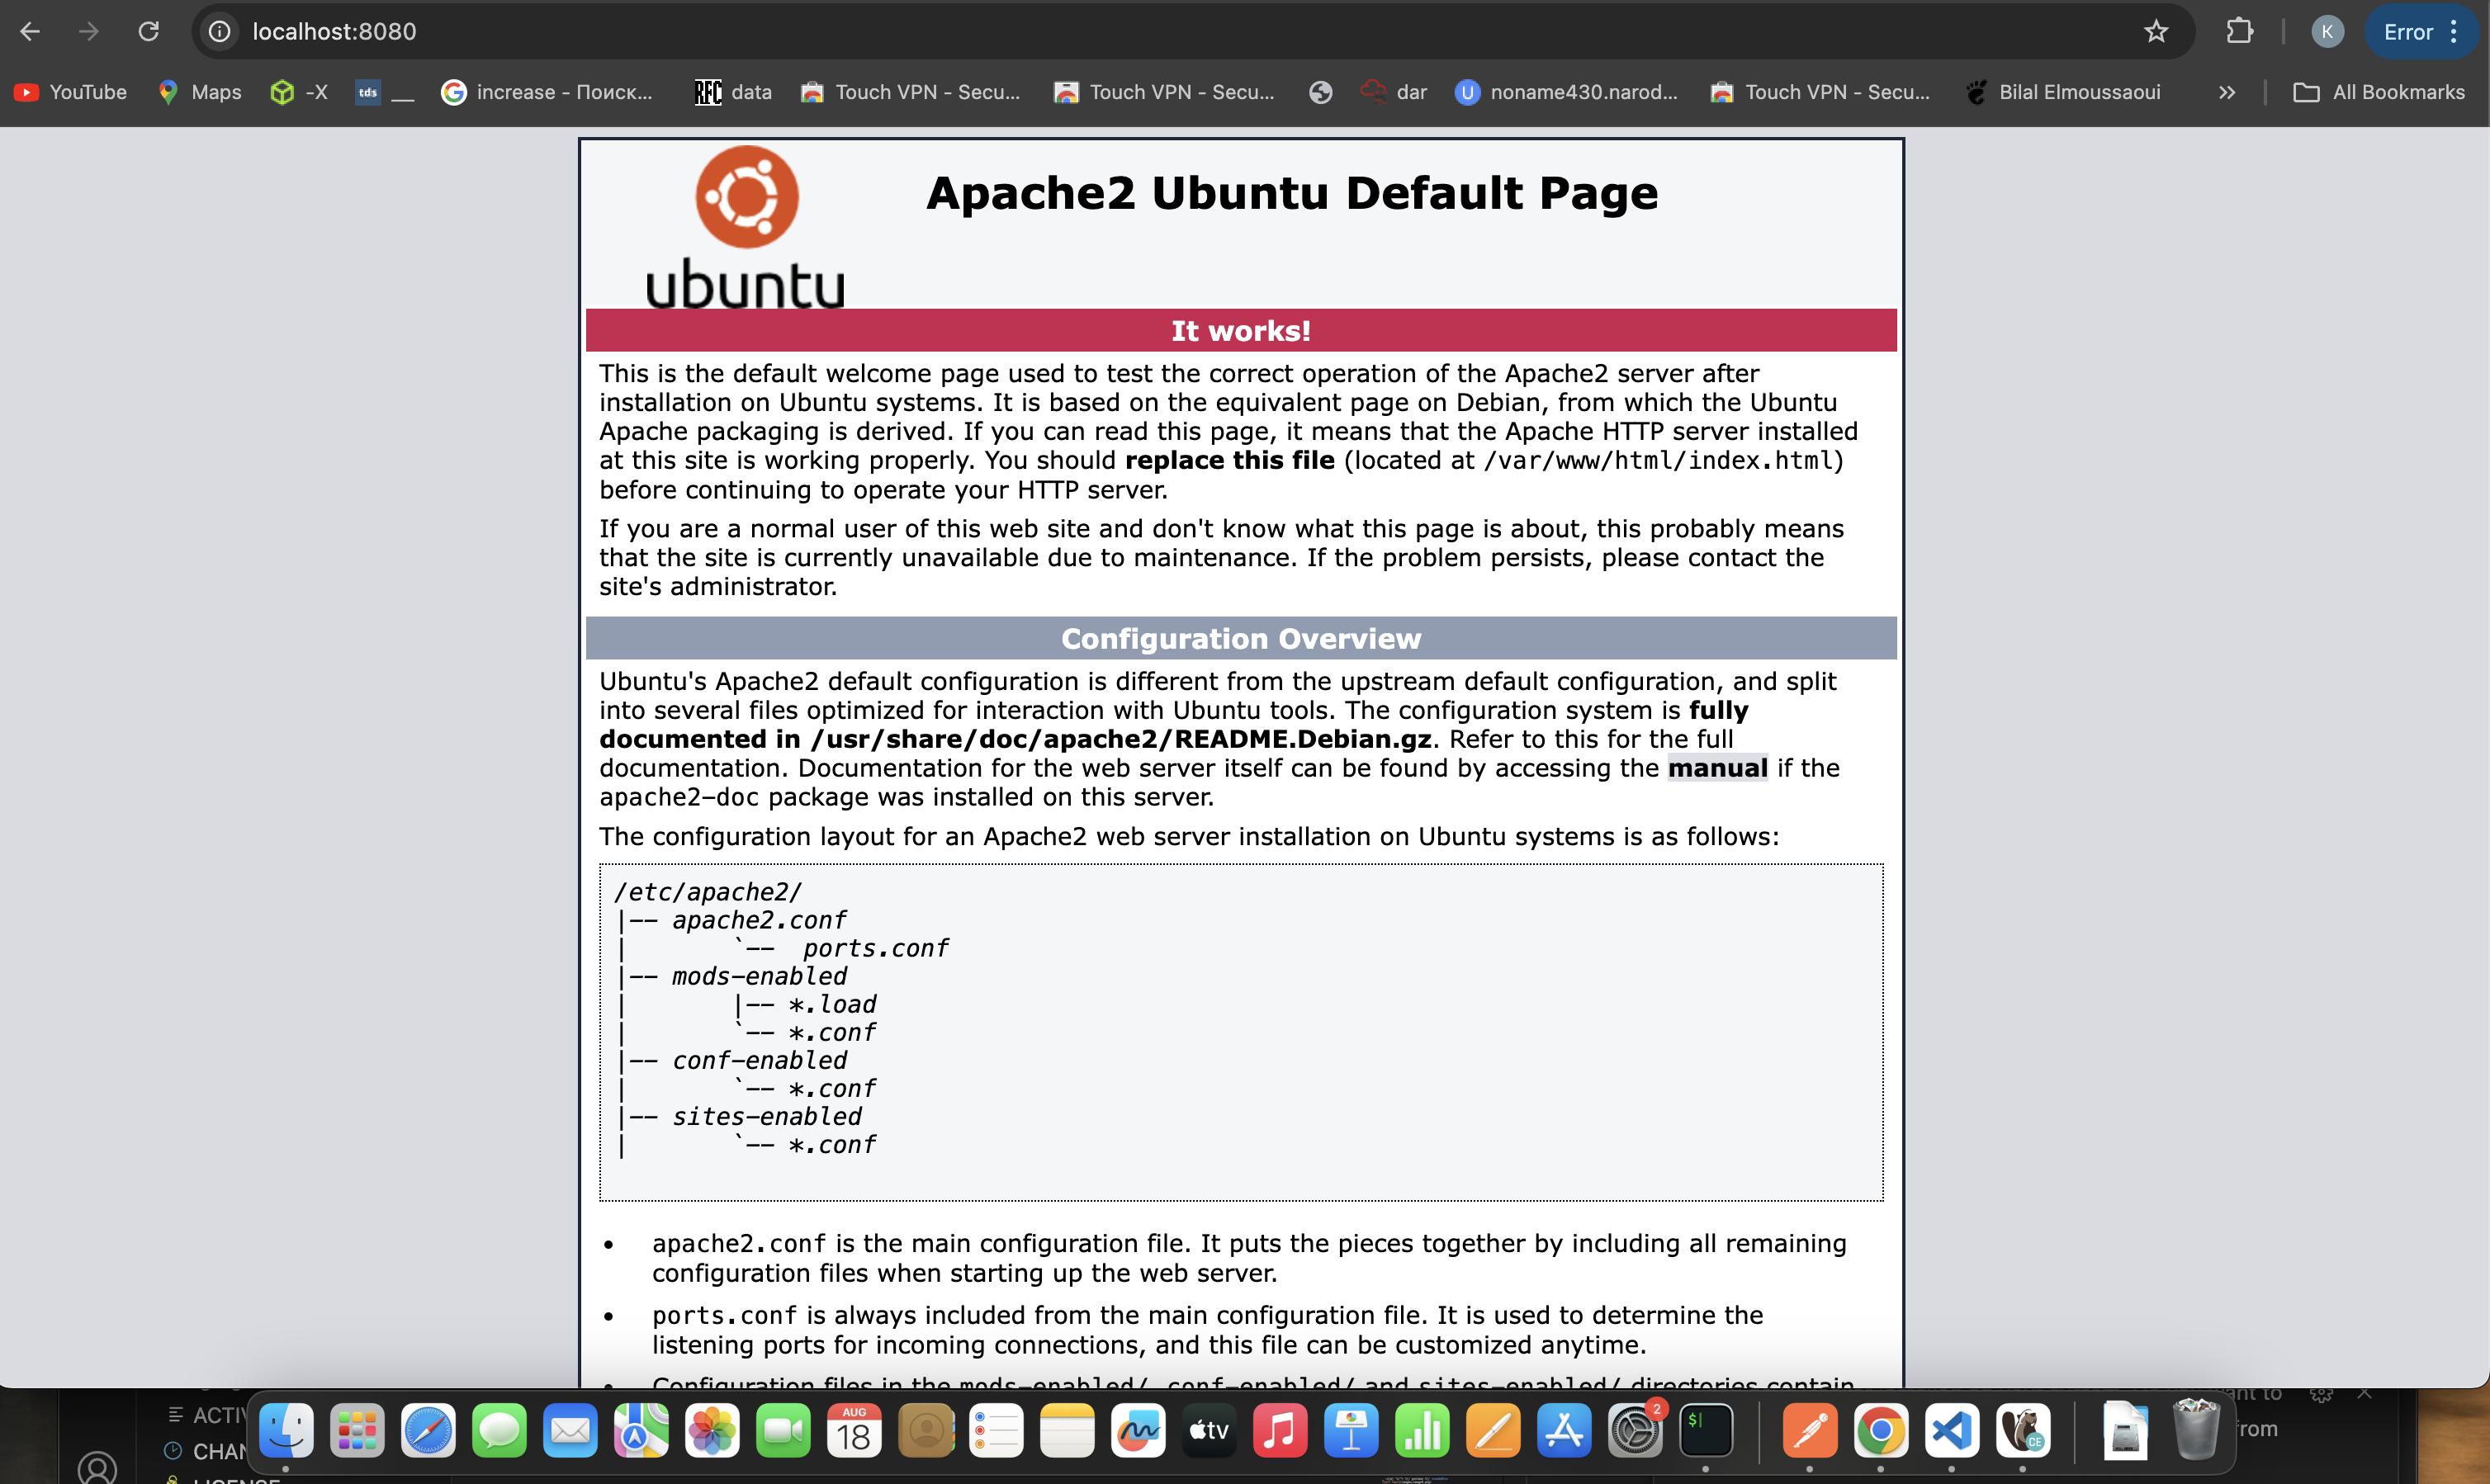 localhost:8080
K
Error
YouTube
Maps
-X
tds
__
increase - Поиск...
RFC
data
Touch VPN - Secu...
Touch VPN - Secu...
dar
U
noname430.narod...
Touch VPN - Secu...
Bilal Elmoussaoui
All Bookmarks
Apache2 Ubuntu Default Page
ubuntu
It works!
This is the default welcome page used to test the correct operation of the Apache2 server after
installation on Ubuntu systems. It is based on the equivalent page on Debian, from which the Ubuntu
Apache packaging is derived. If you can read this page, it means that the Apache HTTP server installed
at this site is working properly. You should replace this file (located at /var/www/html/index.html)
before continuing to operate your HTTP server.
If you are a normal user of this web site and don't know what this page is about, this probably means
that the site is currently unavailable due to maintenance. If the problem persists, please contact the
site's administrator.
Configuration Overview
Ubuntu's Apache2 default configuration is different from the upstream default configuration, and split
into several files optimized for interaction with Ubuntu tools. The configuration system is fully
documented in /usr/share/doc/apache2/README.Debian.gz. Refer to this for the full
documentation. Documentation for the web server itself can be found by accessing the manual if the
apache2-doc package was installed on this server.
The configuration layout for an Apache2 web server installation on Ubuntu systems is as follows:
/etc/apache2/
|-- apache2.conf
|       `--  ports.conf
|-- mods-enabled
|       |-- *.load
|       `-- *.conf
|-- conf-enabled
|       `-- *.conf
|-- sites-enabled
|       `-- *.conf
• apache2.conf is the main configuration file. It puts the pieces together by including all remaining
configuration files when starting up the web server.
• ports.conf is always included from the main configuration file. It is used to determine the
listening ports for incoming connections, and this file can be customized anytime.
• Configuration files in the mods-enabled/, conf-enabled/ and sites-enabled/ directories contain
ACTIV
CHAN
LICENSE
AUG
18
tv
2
$
CE
ant to
rom